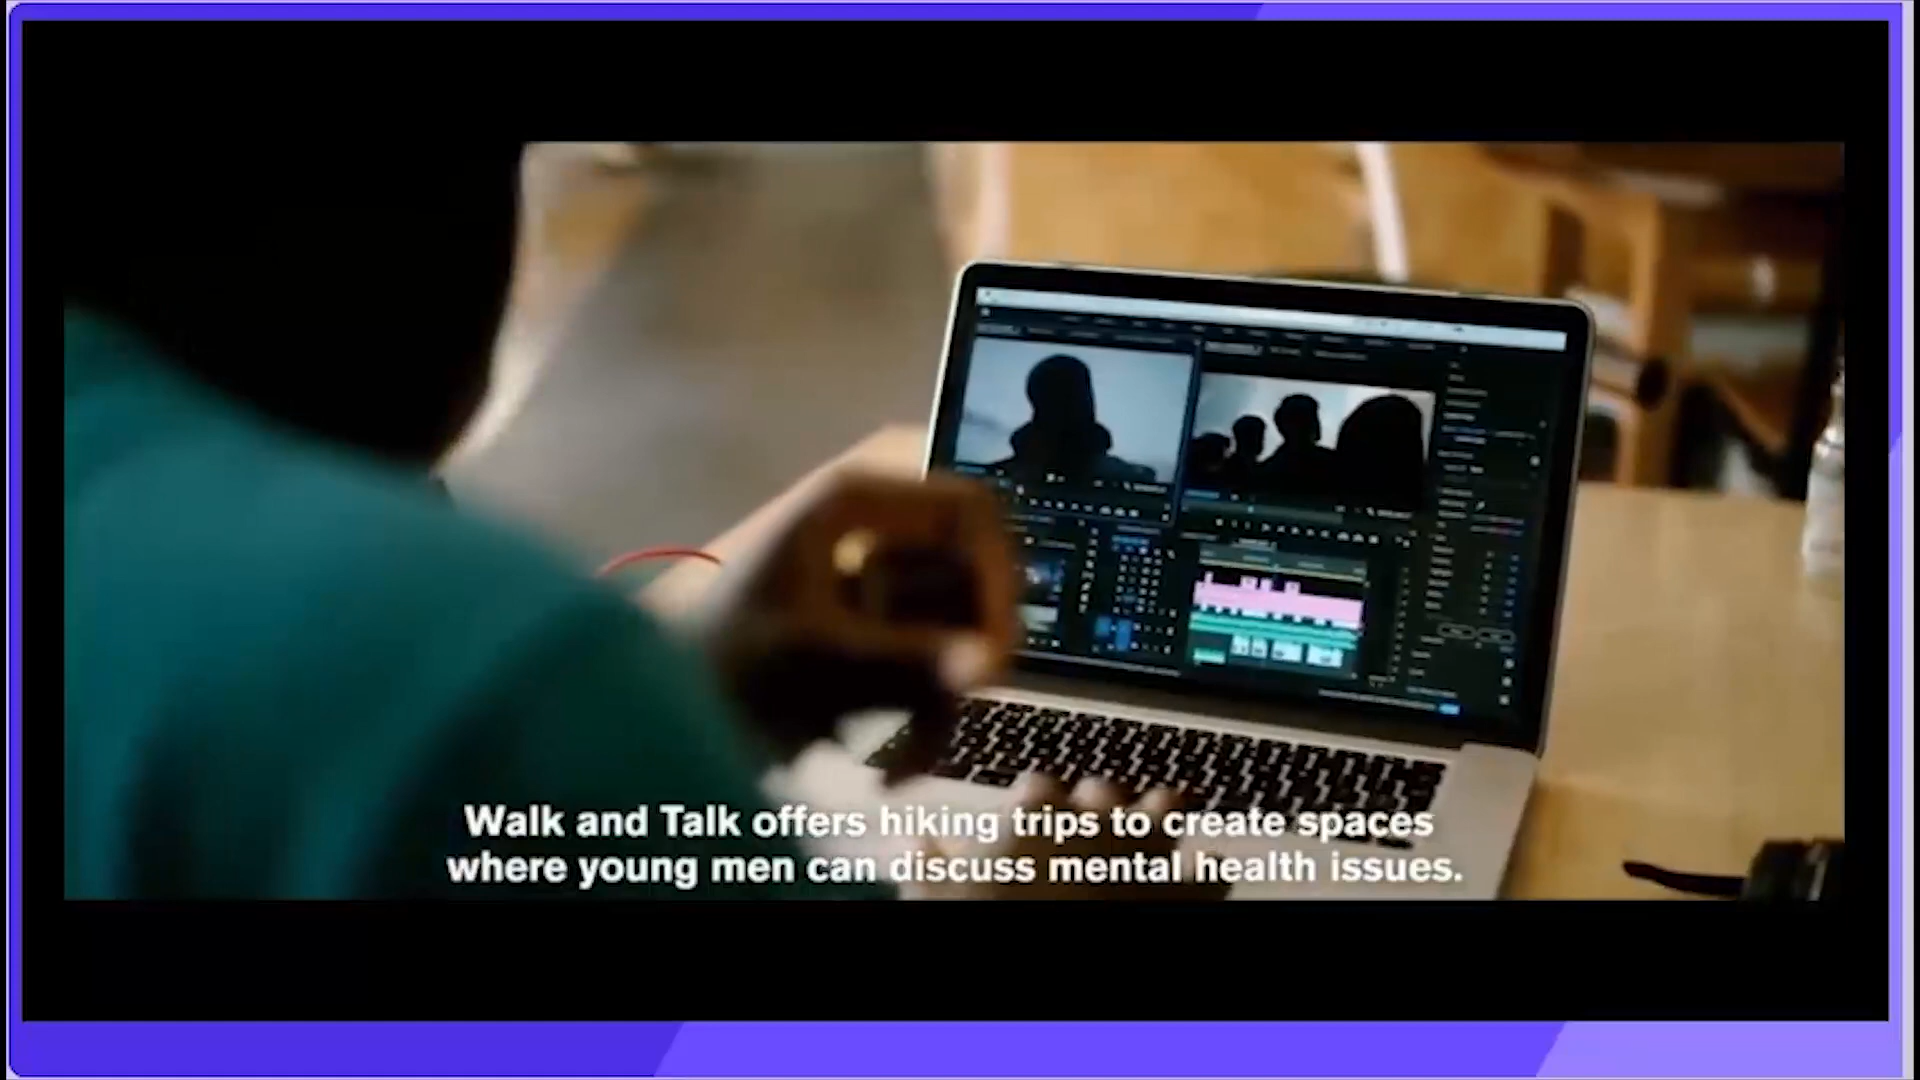 Walk and Talk offers hiking trips to create spaces
where young men can discuss mental health issues.